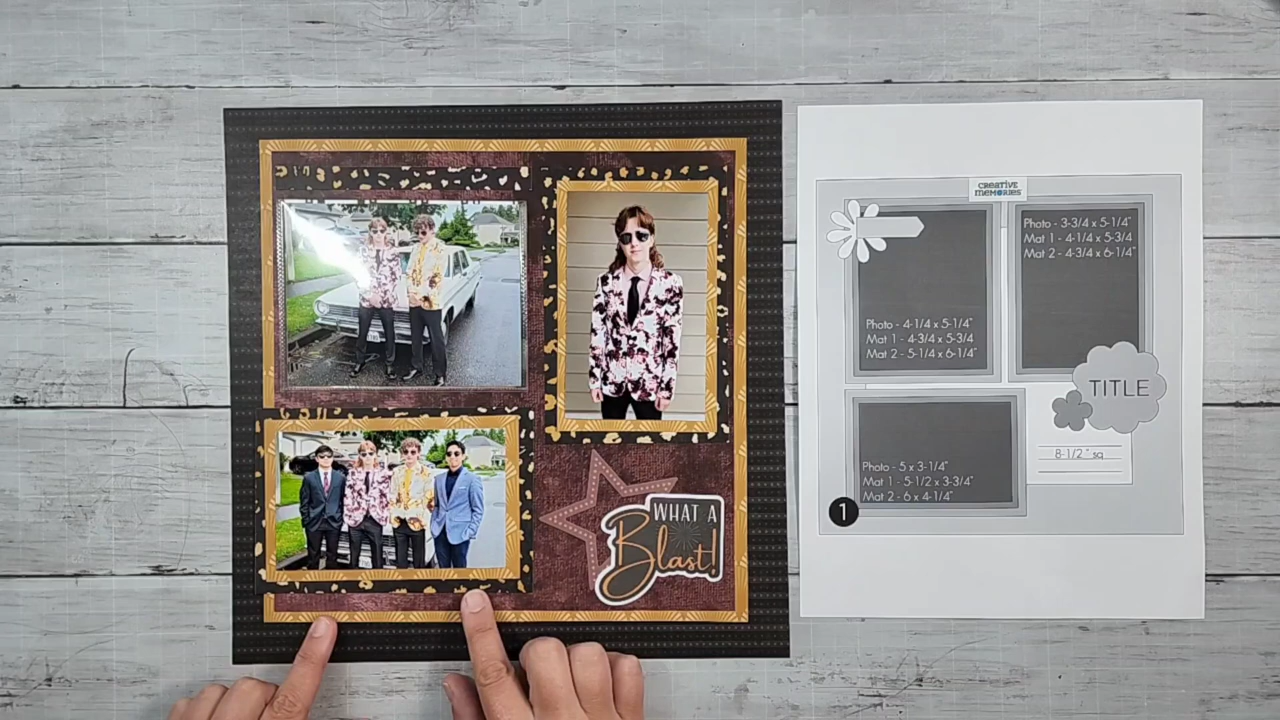 WHAT A
Blast!
CREATIVE
MEMORIES
Photo - 4-1/4 x 5-1/4"
Mat 1 - 4-3/4 x 5-3/4
Mat 2 - 5-1/4 x 6-1/4"
Photo - 3-3/4 x 5-1/4"
Mat 1 - 4-1/4 x 5-3/4
Mat 2 - 4-3/4 x 6-1/4"
TITLE
8-1/2" sq
Photo - 5 x 3-1/4"
Mat 1 - 5-1/2 x 3-3/4"
Mat 2 - 6 x 4-1/4"
1